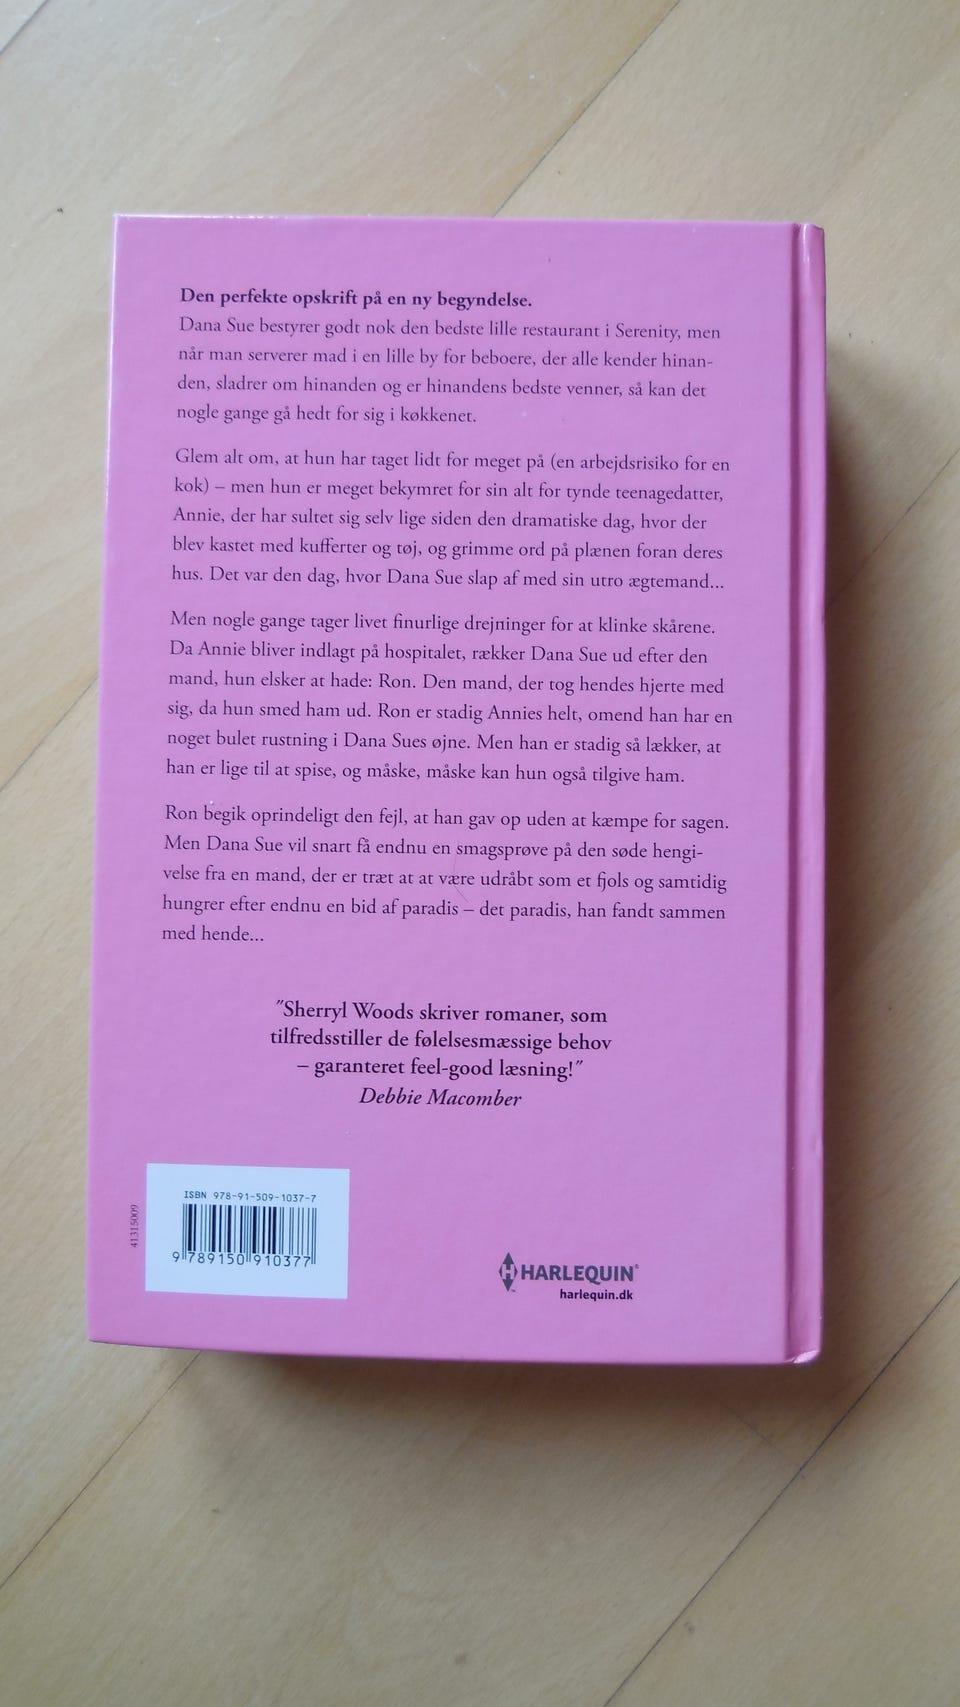 Den perfekte opskrift på en ny begyndelse.
Dana Sue bestyrer godt nok den bedste lille restaurant i Serenity, men
når man serverer mad i en lille by for beboere, der alle kender hinan-
den, sladrer om hinanden og er hinandens bedste venner, så kan det
nogle gange gå hedt for sig i køkkenet.
Glem alt om, at hun har taget lidt for meget på (en arbejdsrisiko for en
kok) – men hun er meget bekymret for sin alt for tynde teenagedatter,
Annie, der har sultet sig selv lige siden den dramatiske dag, hvor der
blev kastet med kufferter og tøj, og grimme ord på plænen foran deres
hus. Det var den dag, hvor Dana Sue slap af med sin utro ægtemand...
Men nogle gange tager livet finurlige drejninger for at klinke skårene.
Da Annie bliver indlagt på hospitalet, rækker Dana Sue ud efter den
mand, hun elsker at hade: Ron. Den mand, der tog hendes hjerte med
sig, da hun smed ham ud. Ron er stadig Annies helt, omend han har en
noget bulet rustning i Dana Sues øjne. Men han er stadig så lækker, at
han er lige til at spise, og måske, måske kan hun også tilgive ham.
Ron begik oprindeligt den fejl, at han gav op uden at kæmpe for sagen.
Men Dana Sue vil snart få endnu en smagsprøve på den søde hengi-
velse fra en mand, der er træt at at være udråbt som et fjols og samtidig
hungrer efter endnu en bid af paradis – det paradis, han fandt sammen
med hende...
"Sherryl Woods skriver romaner, som
tilfredsstiller de følelsesmæssige behov
– garanteret feel-good læsning!"
Debbie Macomber
41315009
ISBN 978-91-509-1037-7
9 789150 910377
HARLEQUIN®
harlequin.dk